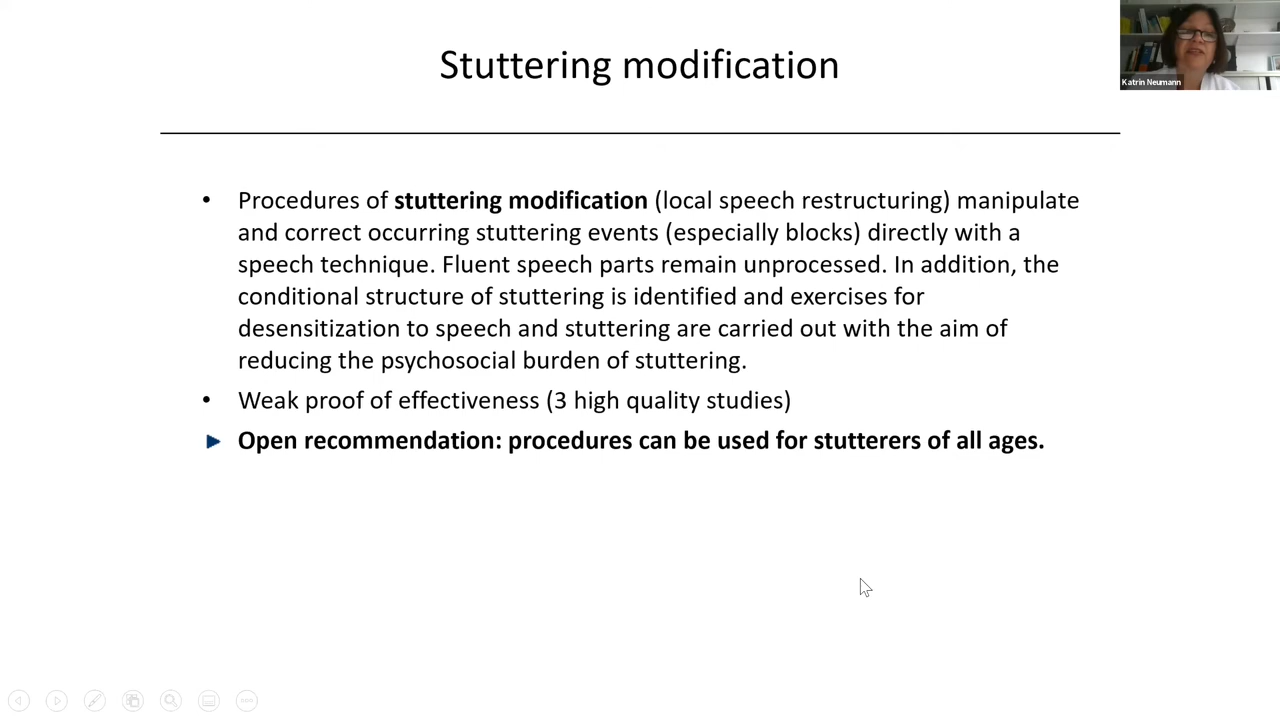 Stuttering modification
Katrin Neumann
• Procedures of stuttering modification (local speech restructuring) manipulate
and correct occurring stuttering events (especially blocks) directly with a
speech technique. Fluent speech parts remain unprocessed. In addition, the
conditional structure of stuttering is identified and exercises for
desensitization to speech and stuttering are carried out with the aim of
reducing the psychosocial burden of stuttering.
• Weak proof of effectiveness (3 high quality studies)
Open recommendation: procedures can be used for stutterers of all ages.